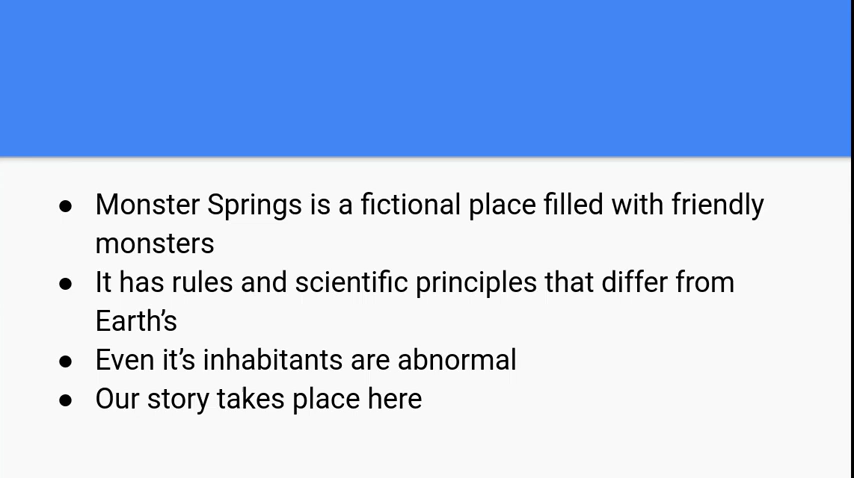 ● Monster Springs is a fictional place filled with friendly
monsters
● It has rules and scientific principles that differ from
Earth’s
● Even it’s inhabitants are abnormal
● Our story takes place here